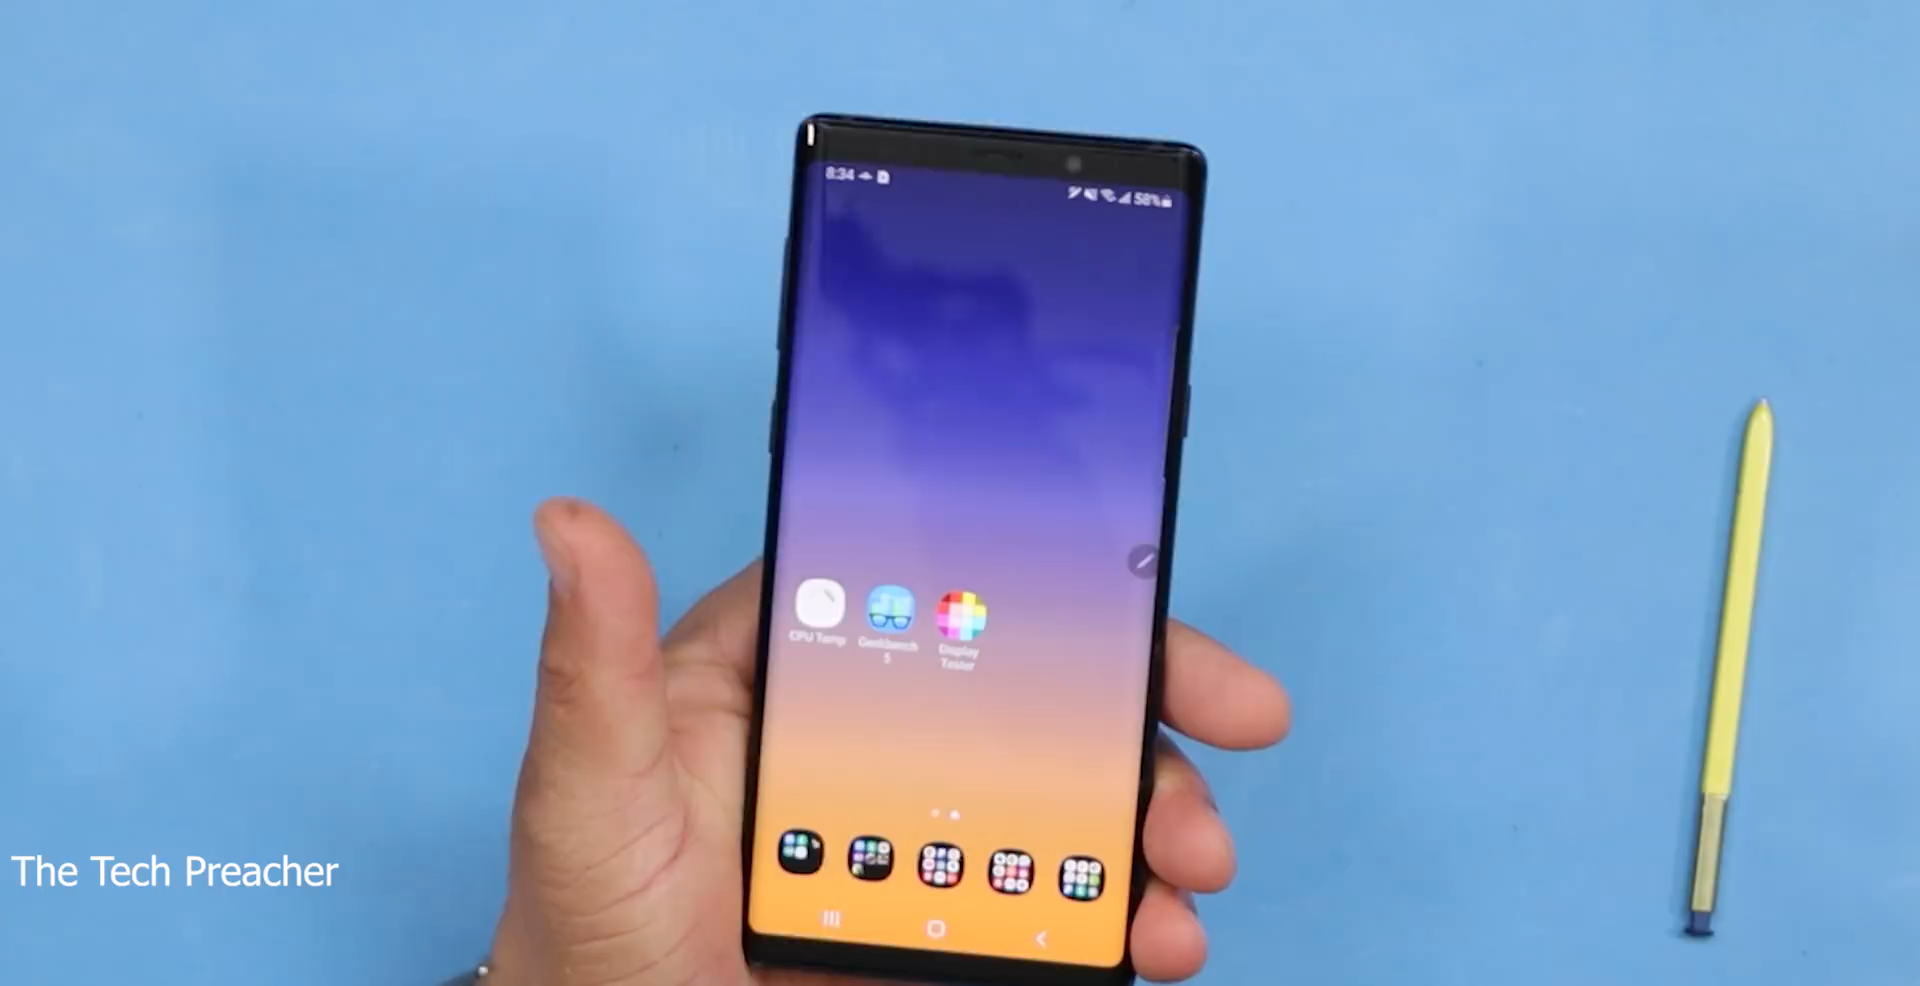 8:34
58%
CPU Temp
Geekbench
5
Display
Tester
The Tech Preacher